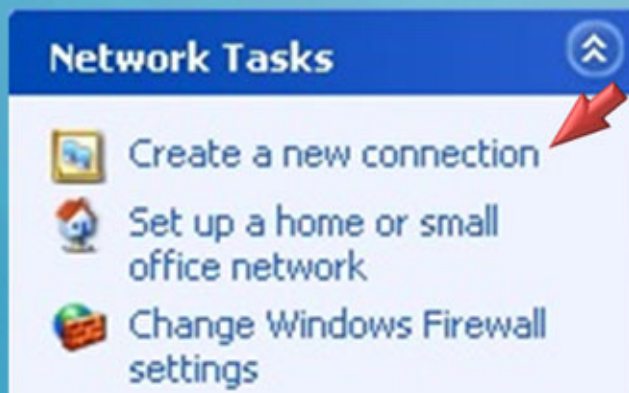 Network Tasks
Create a new connection
Set up a home or small
office network
Change Windows Firewall
settings